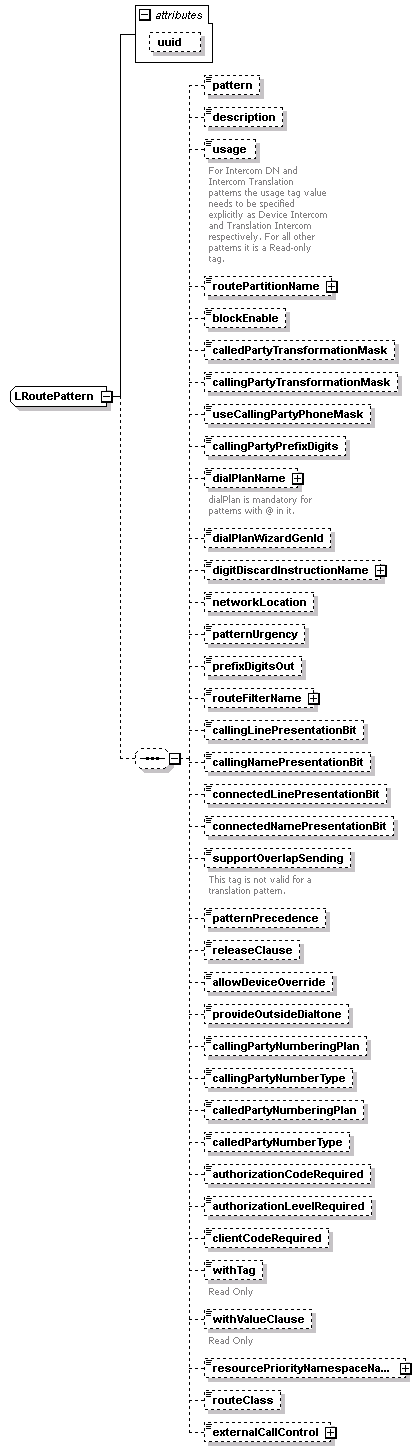 attributes
uuid
pattern
description
usage
For Intercom DN and
Intercom Translation
patterns the usage tag value
needs to be specified
explicitly as Device Intercom
and Translation Intercom
respectively. For all other
patterns it is a Read-only
tag.
routePartitionName
blockEnable
calledPartyTransformationMask
callingPartyTransformationMask
LRoutePattern
useCallingPartyPhoneMask
callingPartyPrefixDigits
dialPlanName
dialPlan is mandatory for
patterns with @ in it.
dialPlanWizardGenId
digitDiscardInstructionName
networkLocation
patternUrgency
prefixDigitsOut
routeFilterName
callingLinePresentationBit
callingNamePresentationBit
connectedLinePresentationBit
connectedNamePresentationBit
supportOverlapSending
This tag is not valid for a
translation pattern.
patternPrecedence
releaseClause
allowDeviceOverride
provideOutsideDialtone
callingPartyNumberingPlan
callingPartyNumberType
calledPartyNumberingPlan
calledPartyNumberType
authorizationCodeRequired
authorizationLevelRequired
clientCodeRequired
withTag
Read Only
withValueClause
Read Only
resourcePriorityNamespaceNa...
routeClass
externalCallControl